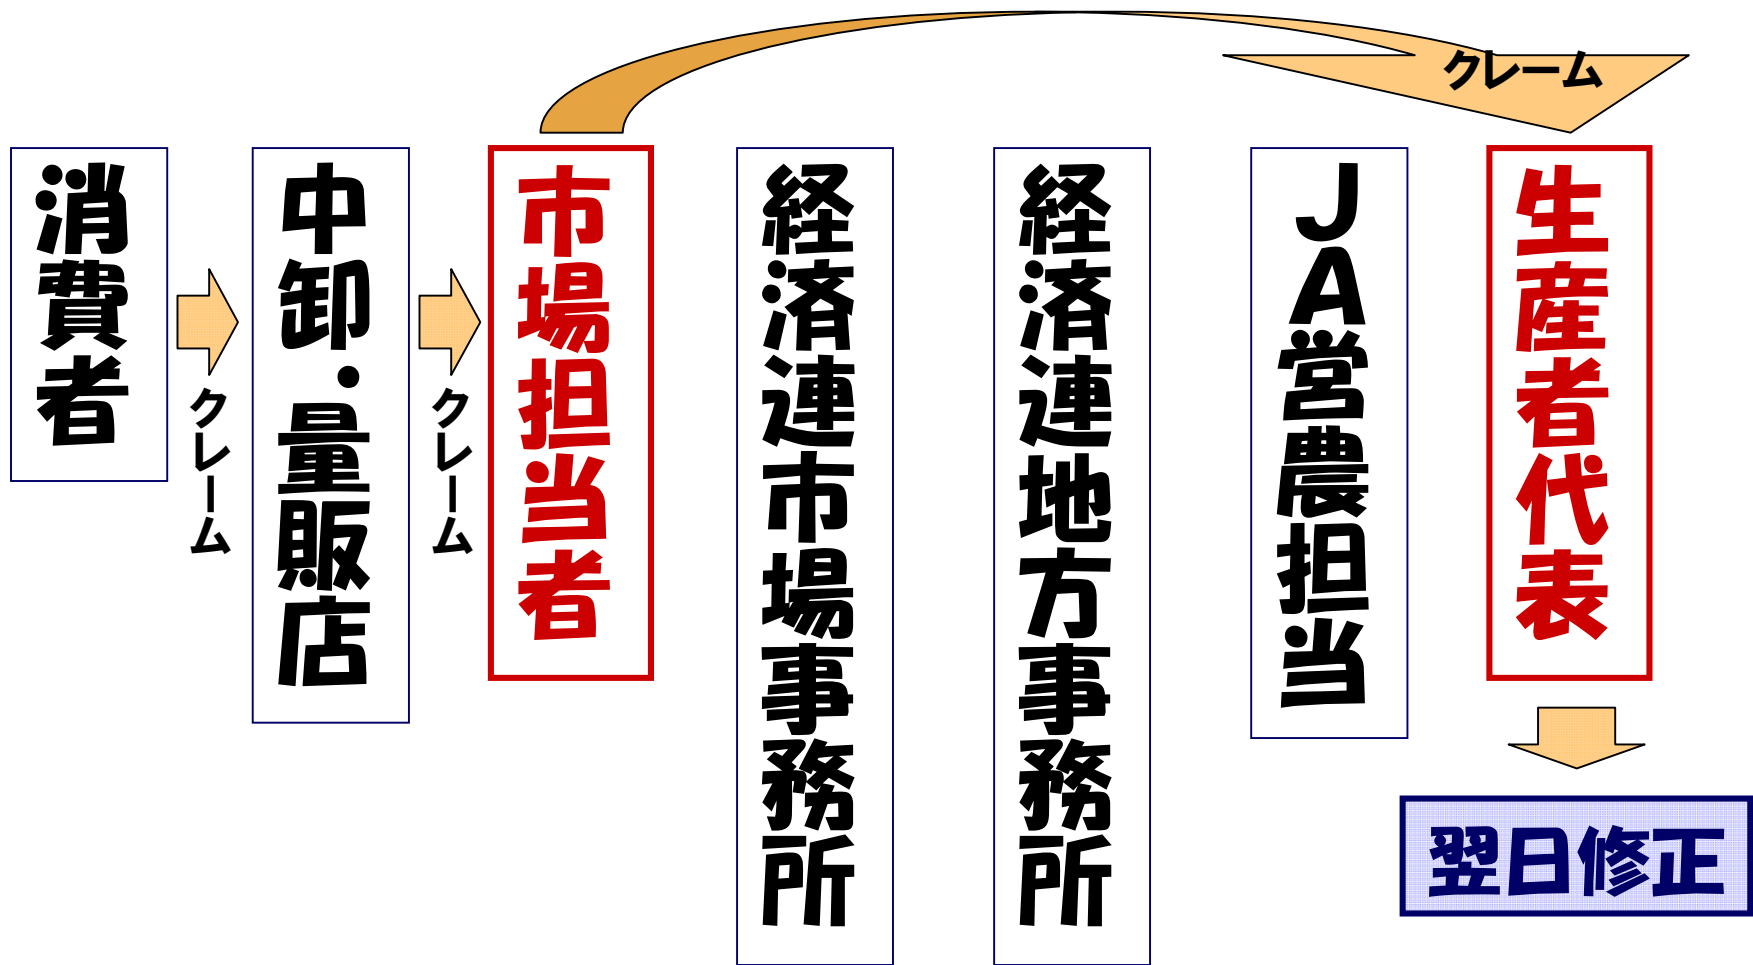 クレーム
消費者
クレーム
中卸・量販店
クレーム
市場担当者
経済連市場事務所
経済連地方事務所
JA営農担当
生産者代表
翌日修正